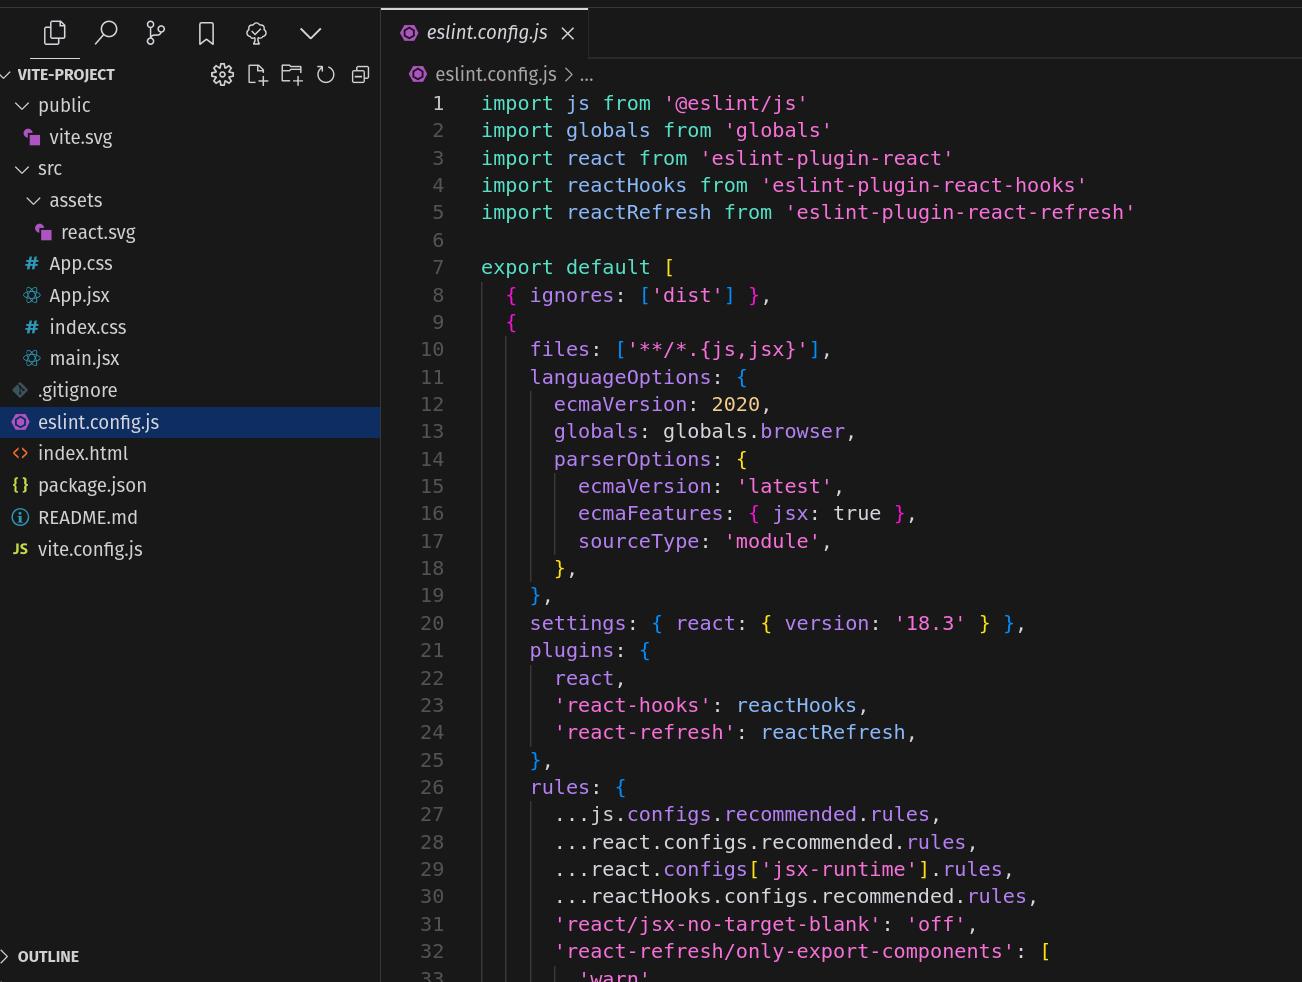 eslint.config.js
VITE-PROJECT
public
vite.svg
src
assets
react.svg
# App.css
App.jsx
# index.css
main.jsx
.gitignore
eslint.config.js
<> index.html
{} package.json
README.md
JS vite.config.js
OUTLINE
eslint.config.js > ...
1 import js from '@eslint/js'
2 import globals from 'globals'
3 import react from 'eslint-plugin-react'
4 import reactHooks from 'eslint-plugin-react-hooks'
5 import reactRefresh from 'eslint-plugin-react-refresh'
6
7 export default [
8   { ignores: ['dist'] },
9   {
10     files: ['**/*.{js,jsx}'],
11     languageOptions: {
12       ecmaVersion: 2020,
13       globals: globals.browser,
14       parserOptions: {
15         ecmaVersion: 'latest',
16         ecmaFeatures: { jsx: true },
17         sourceType: 'module',
18       },
19     },
20     settings: { react: { version: '18.3' } },
21     plugins: {
22       react,
23       'react-hooks': reactHooks,
24       'react-refresh': reactRefresh,
25     },
26     rules: {
27       ...js.configs.recommended.rules,
28       ...react.configs.recommended.rules,
29       ...react.configs['jsx-runtime'].rules,
30       ...reactHooks.configs.recommended.rules,
31       'react/jsx-no-target-blank': 'off',
32       'react-refresh/only-export-components': [
33         'warn'